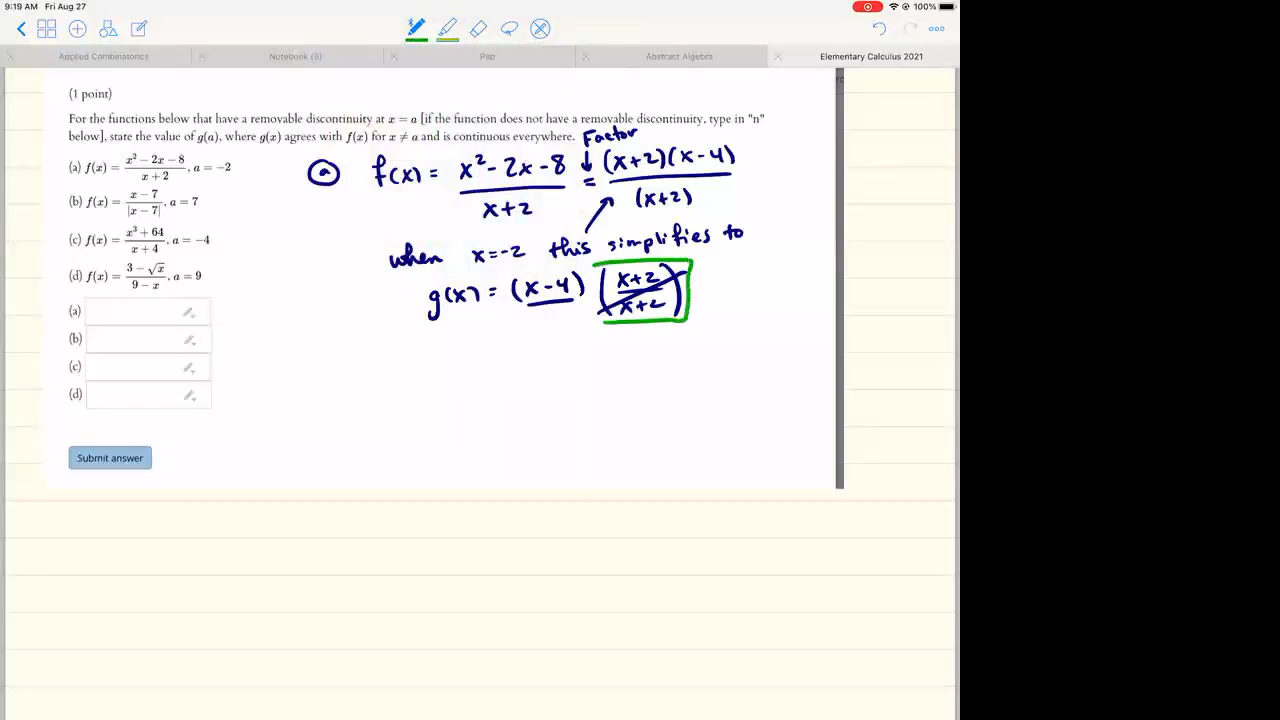 9:19 AM Fri Aug 27
100%
Applied Combinatorics
Notebook (5)
Abstract Algebra
Elementary Calculus 2021
(1 point)
For the functions below that have a removable discontinuity at x = a [if the function does not have a removable discontinuity, type in "n"
below], state the value of g(a), where g(x) agrees with f(x) for x ≠ a and is continuous everywhere.
(a) f(x) = (x² − 2x − 8)/(x + 2), a = −2
(b) f(x) = (x − 7)/|x − 7|, a = 7
(c) f(x) = (x³ + 64)/(x + 4), a = −4
(d) f(x) = (3 − √x)/(9 − x), a = 9
(a)
(b)
(c)
(d)
Submit answer
Factor
(a) f(x) = (x² - 2x - 8)/(x+2) = (x+2)(x-4)/(x+2)
when x=-2 this simplifies to
g(x) = (x-4) ((x+2)/(x+2))